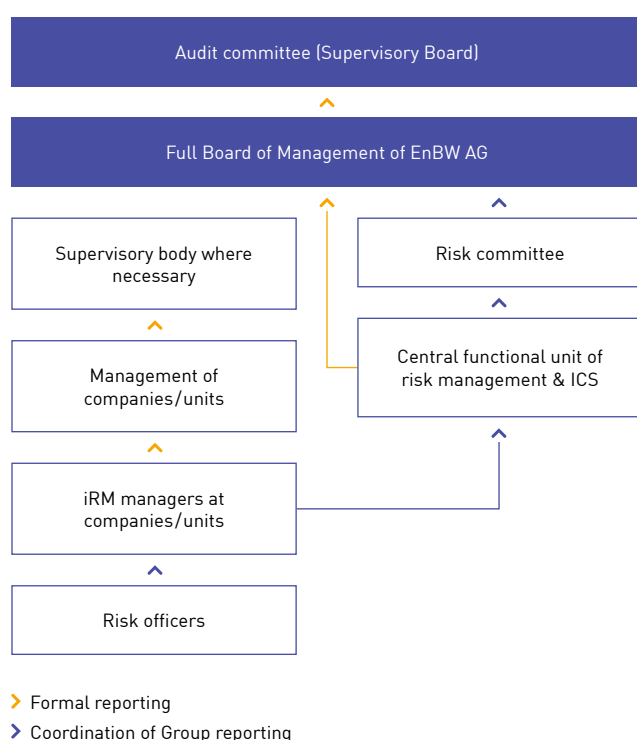 Audit committee (Supervisory Board)
Full Board of Management of EnBW AG
Supervisory body where
necessary
Risk committee
Management of
companies/units
Central functional unit of
risk management & ICS
iRM managers at
companies/units
Risk officers
Formal reporting
Coordination of Group reporting